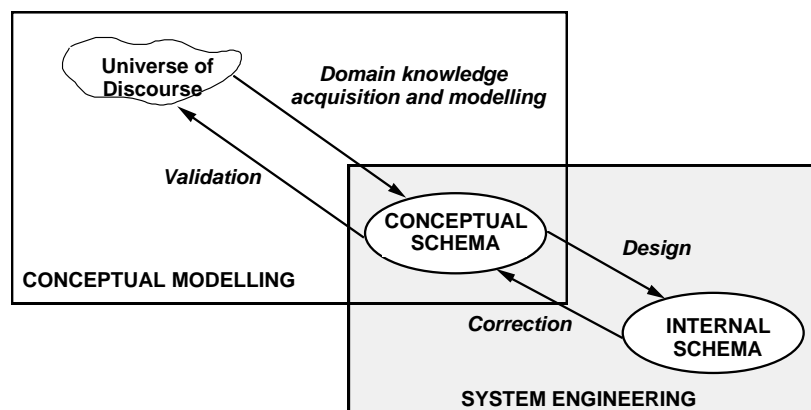 Universe of
Discourse
Domain knowledge
acquisition and modelling
Validation
CONCEPTUAL
SCHEMA
Design
CONCEPTUAL MODELLING
Correction
INTERNAL
SCHEMA
SYSTEM ENGINEERING